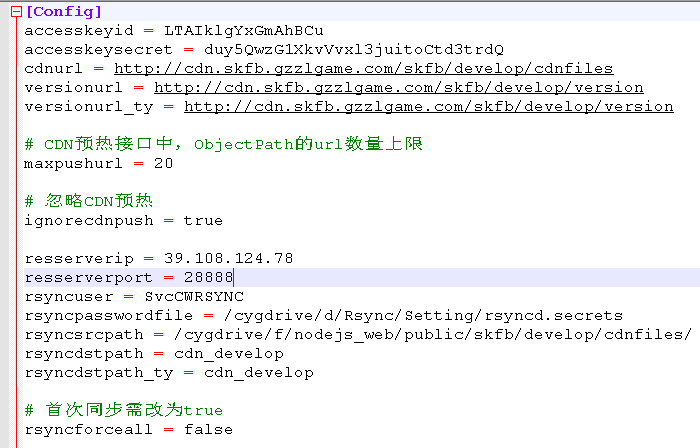 [Config]
accesskeyid = LTAIklgYxGmAhBCu
accesskeysecret = duy5QwzG1XkvVvxl3juitoCtd3trdQ
cdnurl = http://cdn.skfb.gzzlgame.com/skfb/develop/cdnfiles
versionurl = http://cdn.skfb.gzzlgame.com/skfb/develop/version
versionurl_ty = http://cdn.skfb.gzzlgame.com/skfb/develop/version
# CDN预热接口中，ObjectPath的url数量上限
maxpushurl = 20
# 忽略CDN预热
ignorecdnpush = true
resserverip = 39.108.124.78
resserverport = 28888
rsyncuser = SvcCWRSYNC
rsyncpasswordfile = /cygdrive/d/Rsync/Setting/rsyncd.secrets
rsyncsrcpath = /cygdrive/f/nodejs_web/public/skfb/develop/cdnfiles/
rsyncdstpath = cdn_develop
rsyncdstpath_ty = cdn_develop
# 首次同步需改为true
rsyncforceall = false